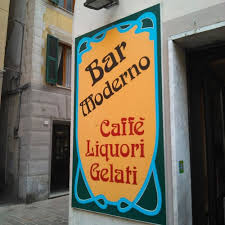 Bar
Moderno
Caffè
Liquori
Gelati